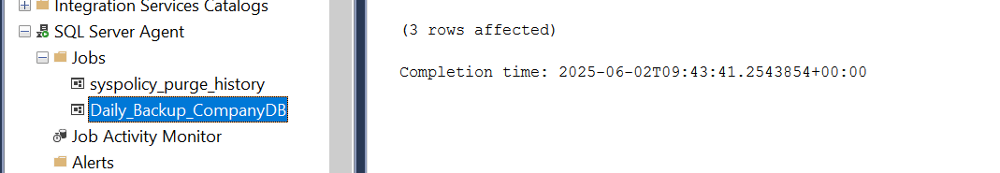 Integration Services Catalogs
SQL Server Agent
Jobs
syspolicy_purge_history
Daily_Backup_CompanyDB
Job Activity Monitor
Alerts
(3 rows affected)
Completion time: 2025-06-02T09:43:41.2543854+00:00